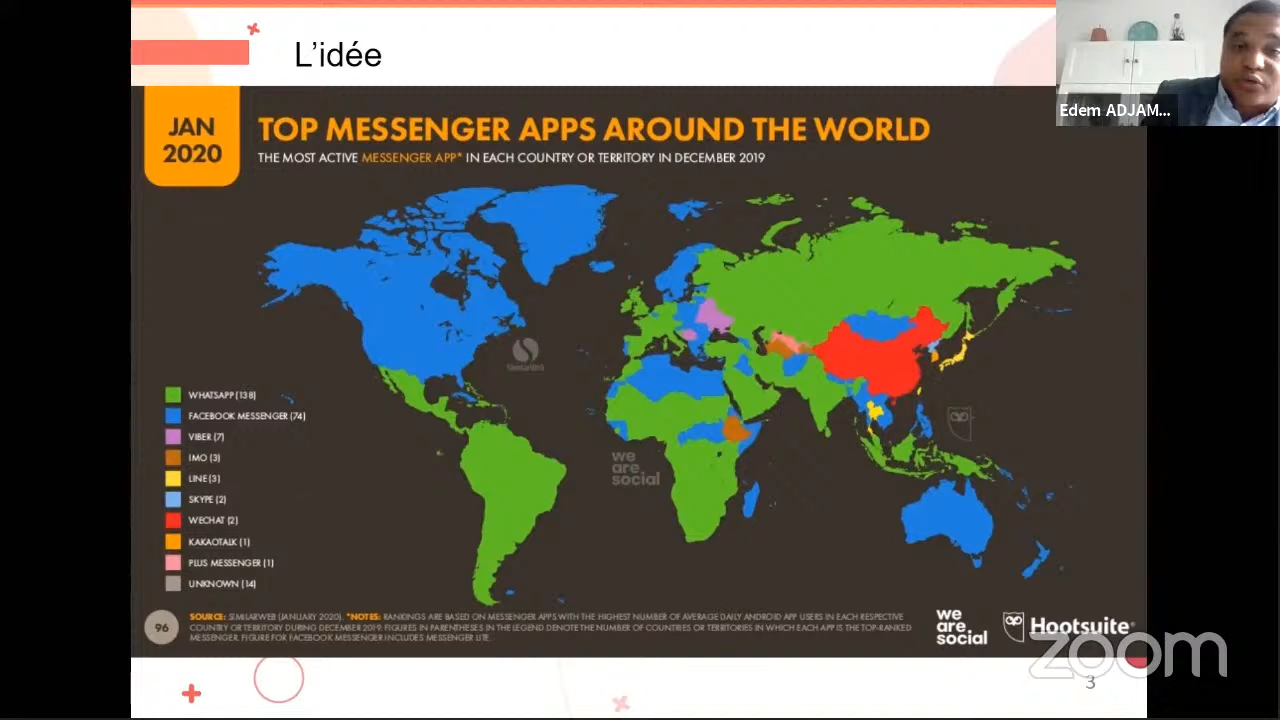 L'idée
Edem ADJAM...
JAN
2020
TOP MESSENGER APPS AROUND THE WORLD
THE MOST ACTIVE MESSENGER APP* IN EACH COUNTRY OR TERRITORY IN DECEMBER 2019
SimilarWeb
we
are
social
WHATSAPP (138)
FACEBOOK MESSENGER (74)
VIBER (7)
IMO (3)
LINE (3)
SKYPE (2)
WECHAT (2)
KAKAOTALK (1)
PLUS MESSENGER (1)
UNKNOWN (14)
96
SOURCE: SIMILARWEB (JANUARY 2020). *NOTES: RANKINGS ARE BASED ON MESSENGER APPS WITH THE HIGHEST NUMBER OF AVERAGE DAILY ANDROID APP USERS IN EACH RESPECTIVE
COUNTRY OR TERRITORY DURING DECEMBER 2019. FIGURES IN PARENTHESES IN THE LEGEND DENOTE THE NUMBER OF COUNTRIES OR TERRITORIES IN WHICH EACH APP IS THE TOP-RANKED
MESSENGER. FIGURE FOR FACEBOOK MESSENGER INCLUDES MESSENGER LITE.
we
are
social
Hootsuite®
zoom
3